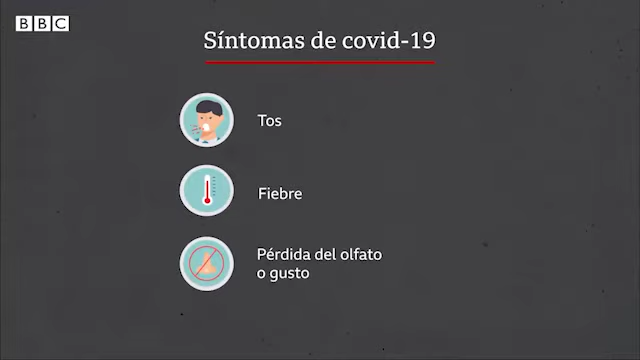 BBC
Síntomas de covid-19
Tos
Fiebre
Pérdida del olfato
o gusto